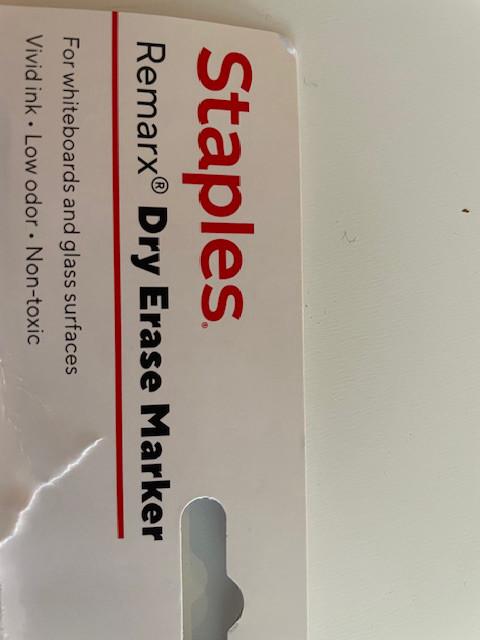 Staples®
Remarx® Dry Erase Marker
For whiteboards and glass surfaces
Vivid ink • Low odor • Non-toxic